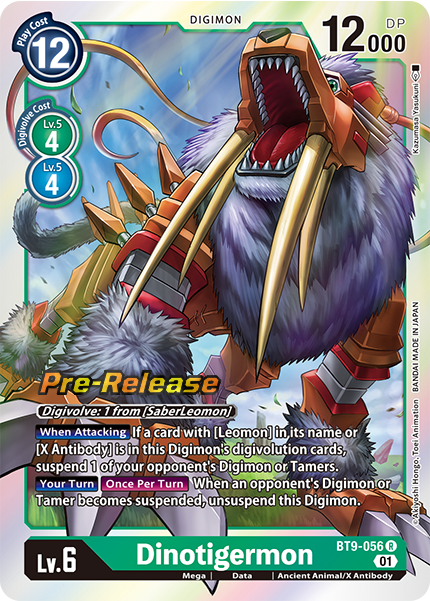 Play Cost
12
DIGIMON
DP
12000
Digivolve Cost
Lv.5
4
Lv.5
4
Kazumasa Yasukuni
Pre-Release
Digivolve: 1 from [SaberLeomon]
When Attacking If a card with [Leomon] in its name or
[X Antibody] is in this Digimon's digivolution cards,
suspend 1 of your opponent's Digimon or Tamers.
Your Turn Once Per Turn When an opponent's Digimon or
Tamer becomes suspended, unsuspend this Digimon.
©Akiyoshi Hongo, Toei Animation BANDAI MADE IN JAPAN
Lv.6
Dinotigermon
BT9-056 R
01
Mega Data Ancient Animal/X Antibody